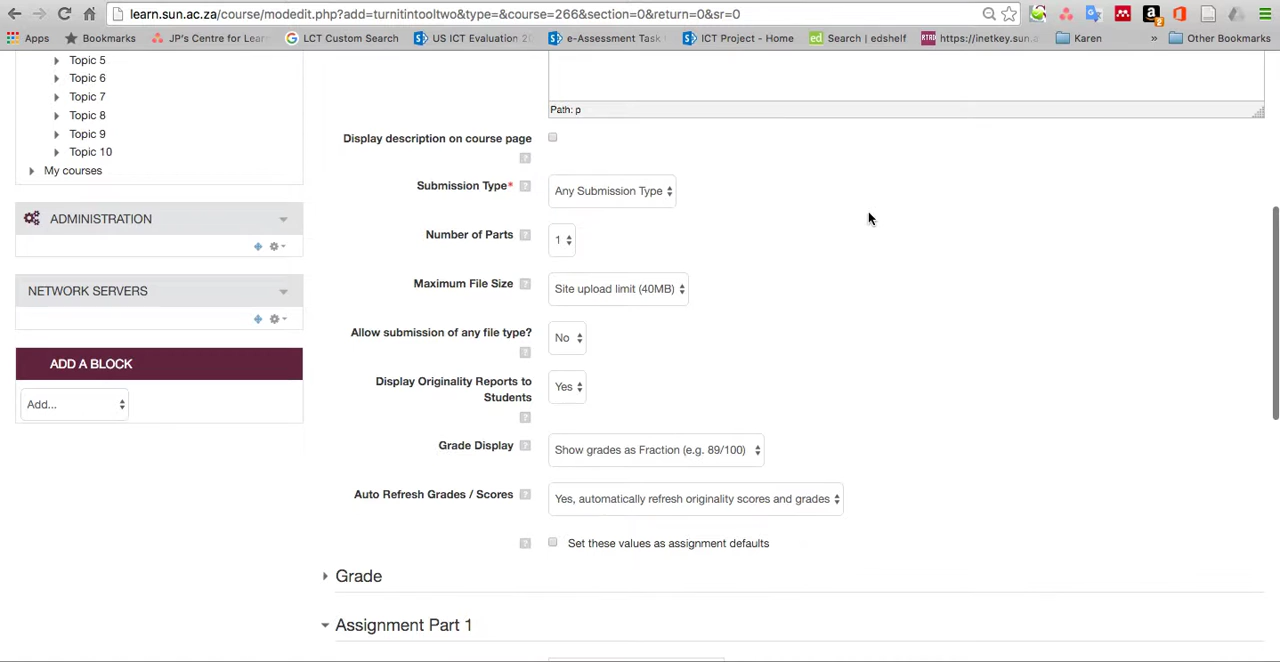 learn.sun.ac.za/course/modedit.php?add=turnitintooltwo&type=&course=266&section=0&return=0&sr=0
Apps Bookmarks JP's Centre for Lear LCT Custom Search US ICT Evaluation 20 e-Assessment Task ICT Project - Home Search | edshelf https://inetkey.sun.a Karen » Other Bookmarks
Topic 5
Topic 6
Topic 7
Topic 8
Topic 9
Topic 10
My courses
ADMINISTRATION
NETWORK SERVERS
ADD A BLOCK
Add...
Path: p
Display description on course page
?
Submission Type* ? Any Submission Type
Number of Parts ? 1
Maximum File Size ? Site upload limit (40MB)
Allow submission of any file type? No
?
Display Originality Reports to Yes
Students
?
Grade Display ? Show grades as Fraction (e.g. 89/100)
Auto Refresh Grades / Scores ? Yes, automatically refresh originality scores and grades
? Set these values as assignment defaults
Grade
Assignment Part 1